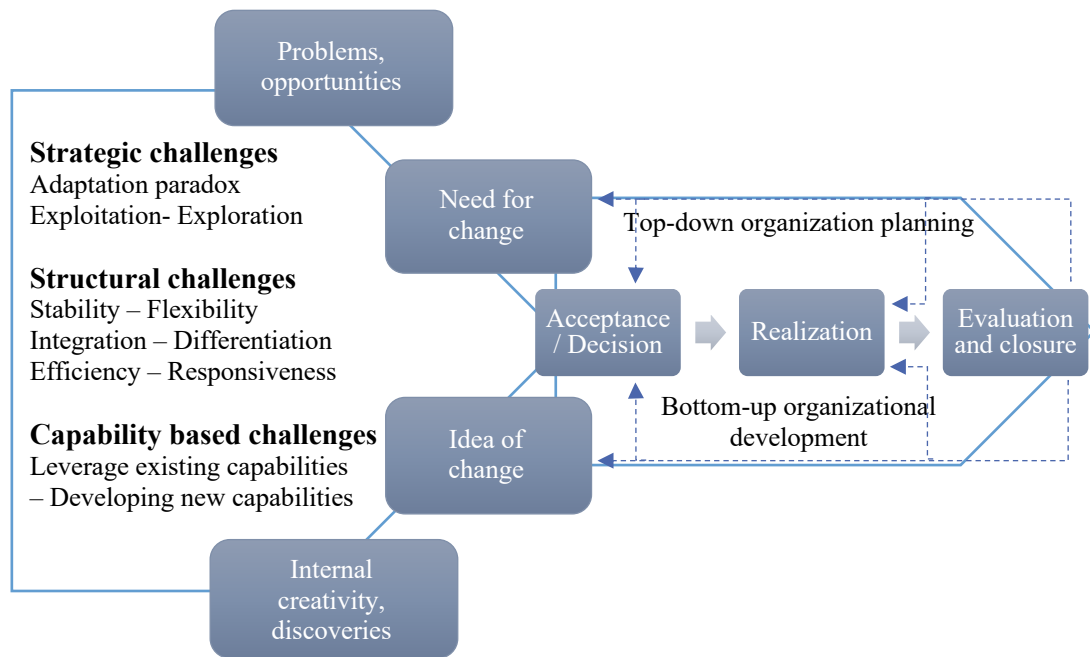 Problems,
opportunities
Strategic challenges
Adaptation paradox
Exploitation- Exploration
Need for
change
Top-down organization planning
Structural challenges
Stability – Flexibility
Integration – Differentiation
Efficiency – Responsiveness
Acceptance
/ Decision
Realization
Evaluation
and closure
Bottom-up organizational
development
Capability based challenges
Leverage existing capabilities
– Developing new capabilities
Idea of
change
Internal
creativity,
discoveries